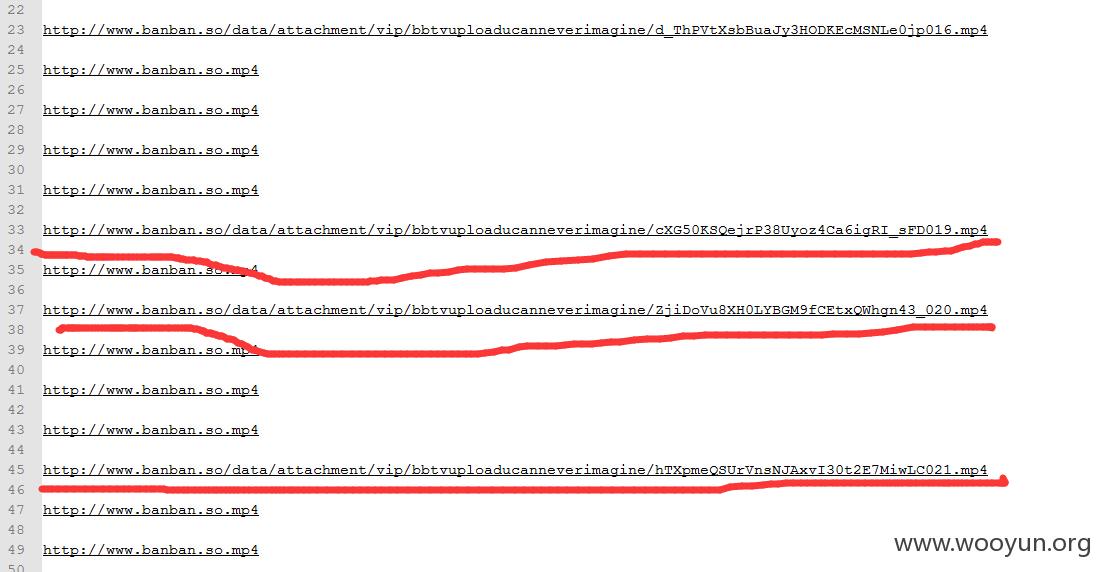 22
23 http://www.banban.so/data/attachment/vip/bbtvuploaducanneverimagine/d_ThPVtXsbBuaJy3HODKEcMSNLe0jp016.mp4
24
25 http://www.banban.so.mp4
26
27 http://www.banban.so.mp4
28
29 http://www.banban.so.mp4
30
31 http://www.banban.so.mp4
32
33 http://www.banban.so/data/attachment/vip/bbtvuploaducanneverimagine/cXG50KSQejrP38Uyoz4Ca6igRI_sFD019.mp4
34
35 http://www.banban.so.mp4
36
37 http://www.banban.so/data/attachment/vip/bbtvuploaducanneverimagine/ZjiDoVu8XH0LYBGM9fCEtxQWhgn43_020.mp4
38
39 http://www.banban.so.mp4
40
41 http://www.banban.so.mp4
42
43 http://www.banban.so.mp4
44
45 http://www.banban.so/data/attachment/vip/bbtvuploaducanneverimagine/hTXpmeQSUrVnsNJAxvI30t2E7MiwLC021.mp4
46
47 http://www.banban.so.mp4
48
49 http://www.banban.so.mp4
50
www.wooyun.org